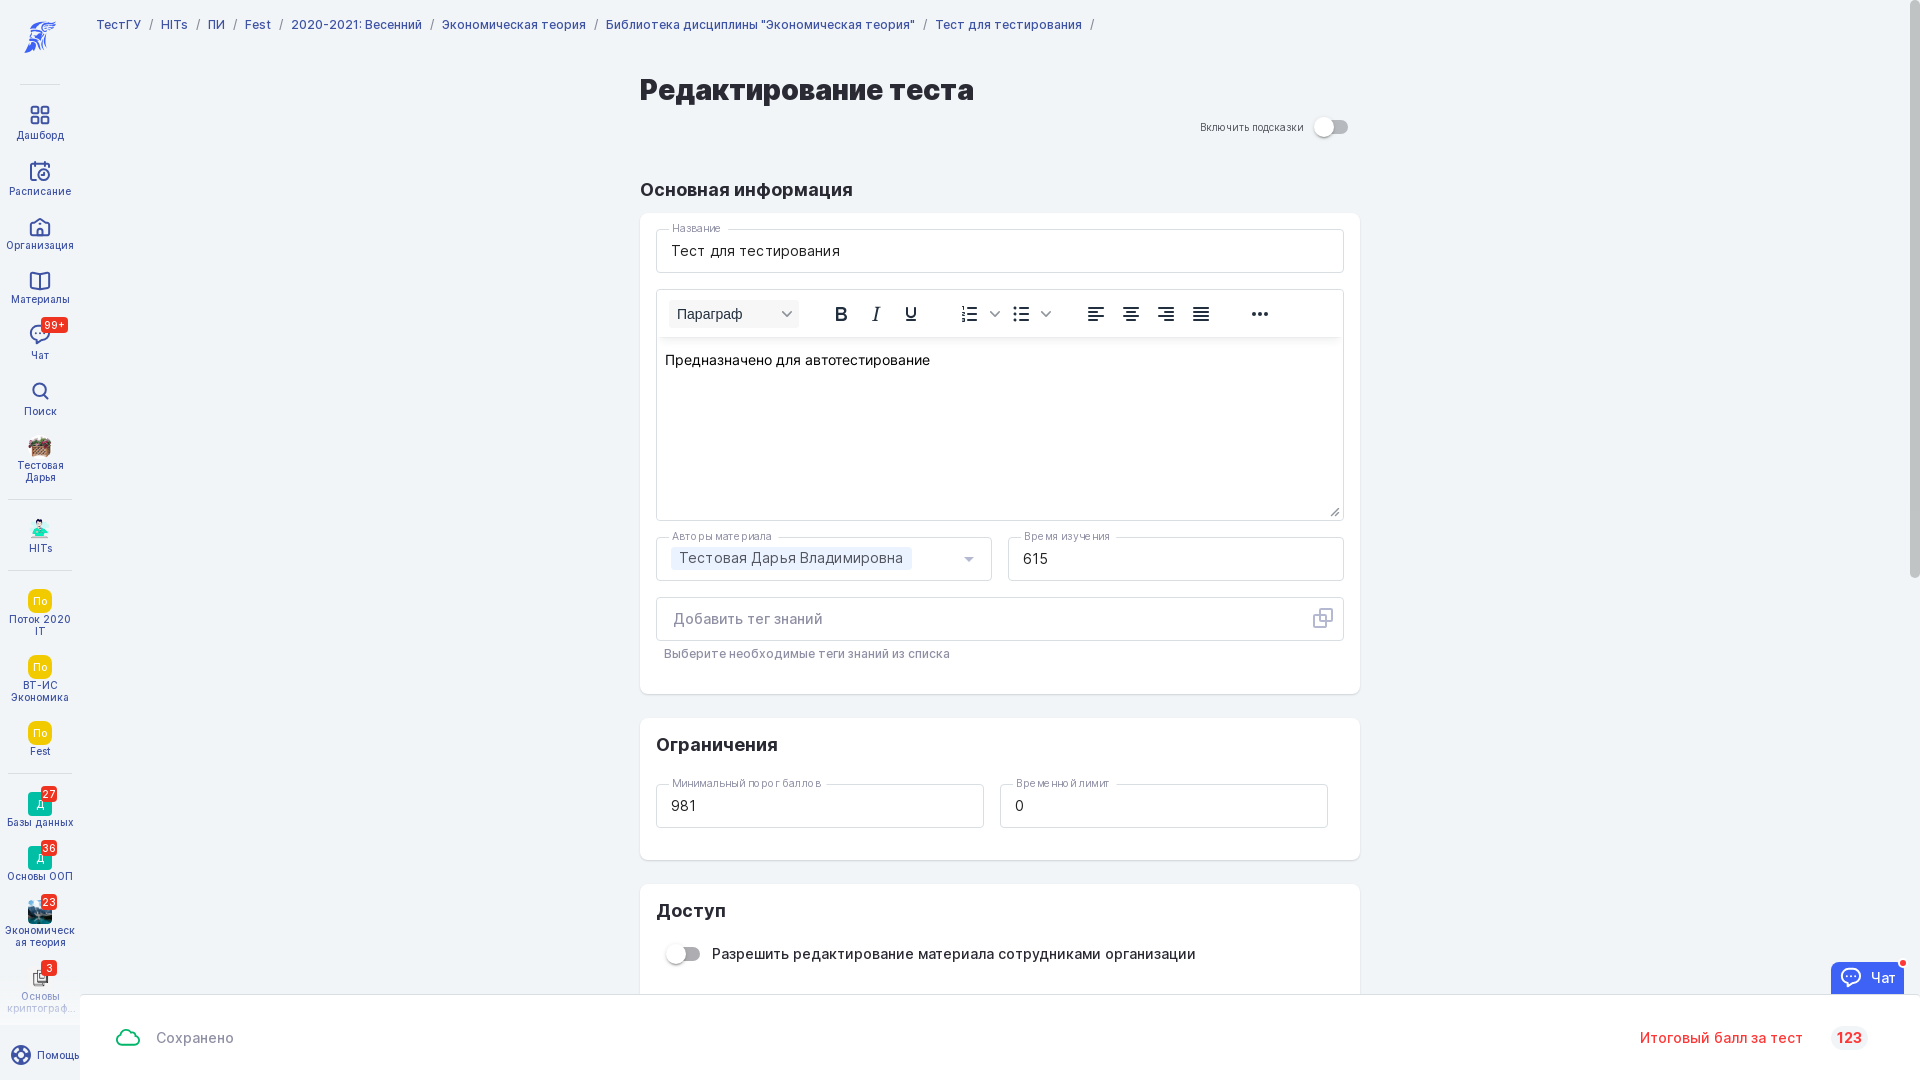 ТестГУ / HITs / ПИ / Fest / 2020-2021: Весенний / Экономическая теория / Библиотека дисциплины "Экономическая теория" / Тест для тестирования /
Дашборд
Расписание
Организация
Материалы
99+
Чат
Поиск
Тестовая
Дарья
HITs
По
Поток 2020
IT
По
ВТ-ИС
Экономика
По
Fest
27
Д
Базы данных
36
Д
Основы ООП
23
Экономическ
ая теория
3
Основы
криптограф...
Помощь
Редактирование теста
Включить подсказки
Основная информация
Название
Тест для тестирования
Параграф
Предназначено для автотестирование
Авторы материала
Тестовая Дарья Владимировна
Время изучения
615
Добавить тег знаний
Выберите необходимые теги знаний из списка
Ограничения
Минимальный порог баллов
981
Временной лимит
0
Доступ
Разрешить редактирование материала сотрудниками организации
Чат
Сохранено
Итоговый балл за тест 123